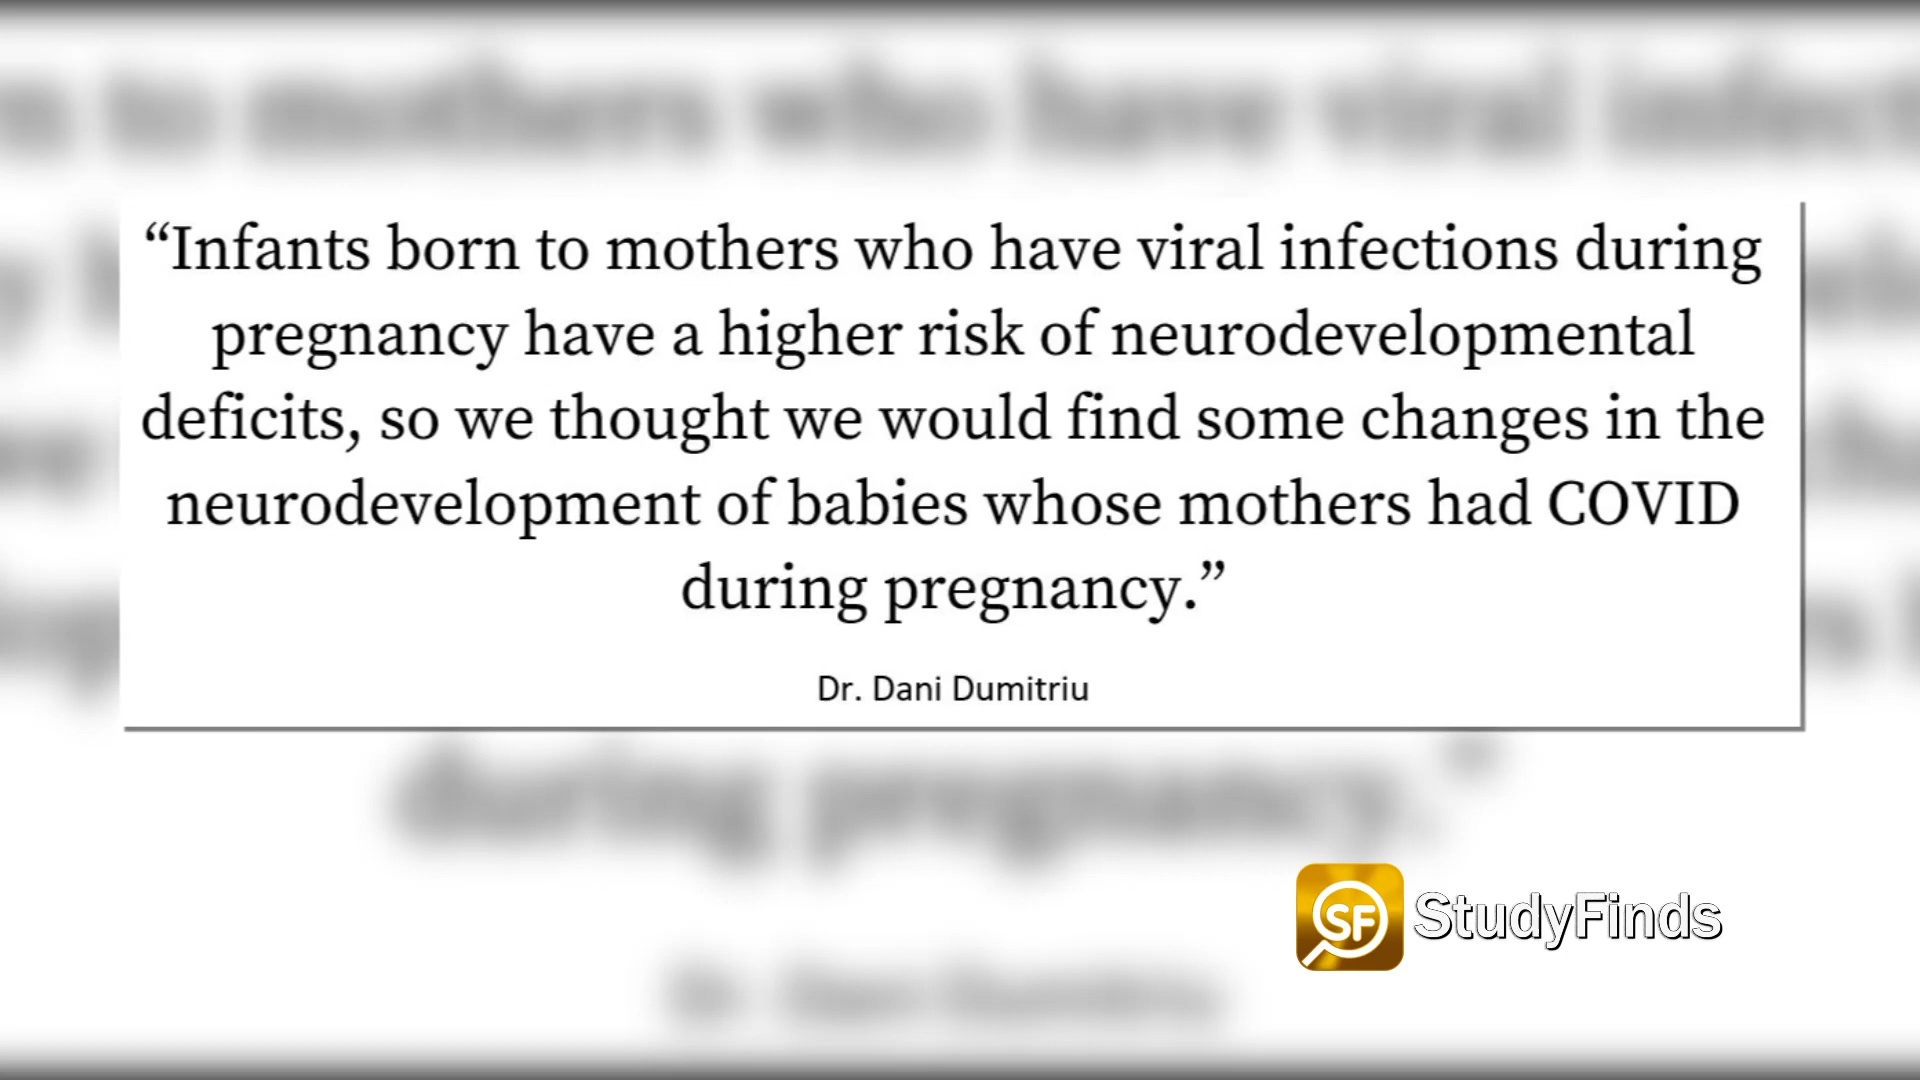 “Infants born to mothers who have viral infections during
pregnancy have a higher risk of neurodevelopmental
deficits, so we thought we would find some changes in the
neurodevelopment of babies whose mothers had COVID
during pregnancy.”
Dr. Dani Dumitriu
SF StudyFinds